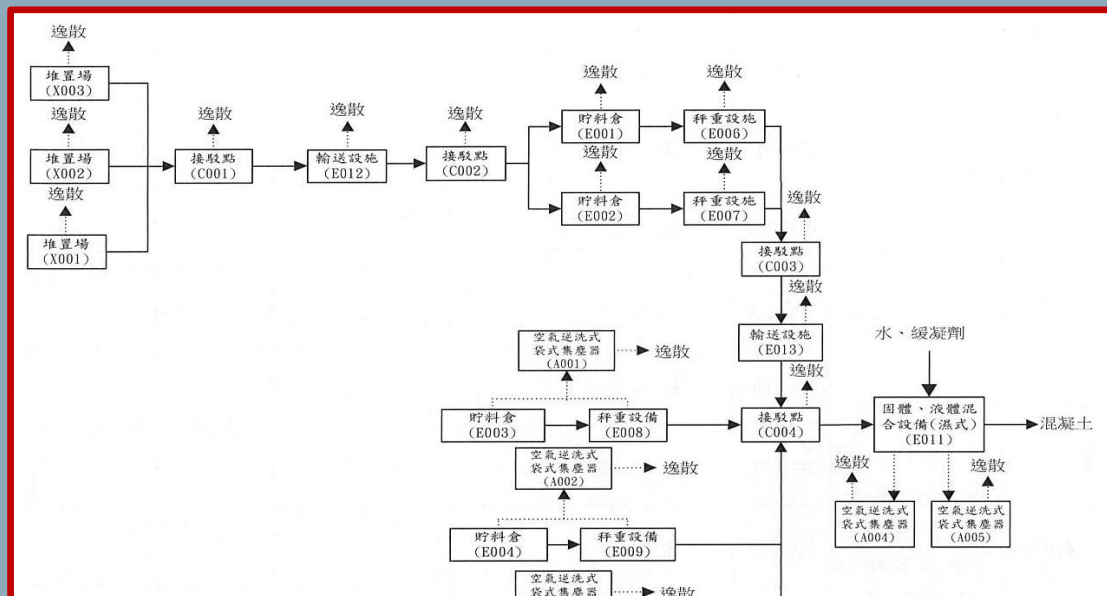 逸散
堆置場
(X003)
逸散
堆置場
(X002)
逸散
堆置場
(X001)
逸散
接駁點
(C001)
逸散
輸送設施
(E012)
逸散
接駁點
(C002)
逸散
貯料倉
(E001)
逸散
秤重設施
(E006)
逸散
貯料倉
(E002)
逸散
秤重設施
(E007)
逸散
接駁點
(C003)
逸散
輸送設施
(E013)
逸散
接駁點
(C004)
空氣逆洗式
袋式集塵器
(A001)
逸散
貯料倉
(E003)
秤重設備
(E008)
空氣逆洗式
袋式集塵器
(A002)
逸散
貯料倉
(E004)
秤重設備
(E009)
空氣逆洗式
袋式集塵器
逸散
水、緩凝劑
固體、液體混
合設備(濕式)
(E011)
混凝土
逸散
空氣逆洗式
袋式集塵器
(A004)
逸散
空氣逆洗式
袋式集塵器
(A005)